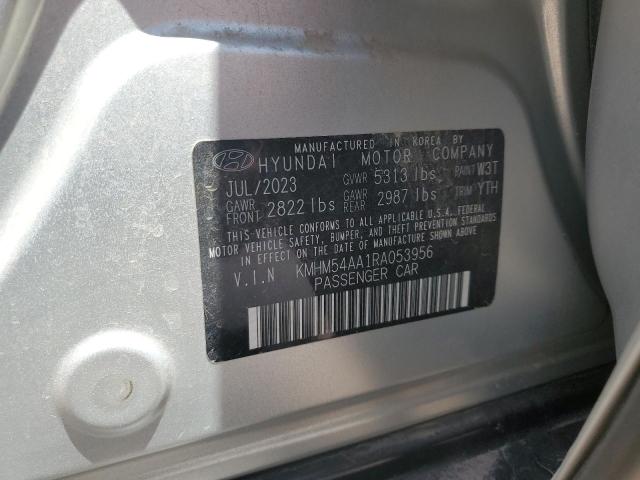 MANUFACTURED IN KOREA BY
HYUNDAI MOTOR COMPANY
JUL/2023 GVWR 5313 lbs PAINT W3T
GAWR FRONT 2822 lbs GAWR REAR 2987 lbs TRIM YTH
THIS VEHICLE CONFORMS TO ALL APPLICABLE U.S.A. FEDERAL
MOTOR VEHICLE SAFETY, BUMPER, AND THEFT PREVENTION STANDARDS
IN EFFECT ON THE DATE OF MANUFACTURE SHOWN ABOVE.
V.I.N KMHM54AA1RA053956
PASSENGER CAR